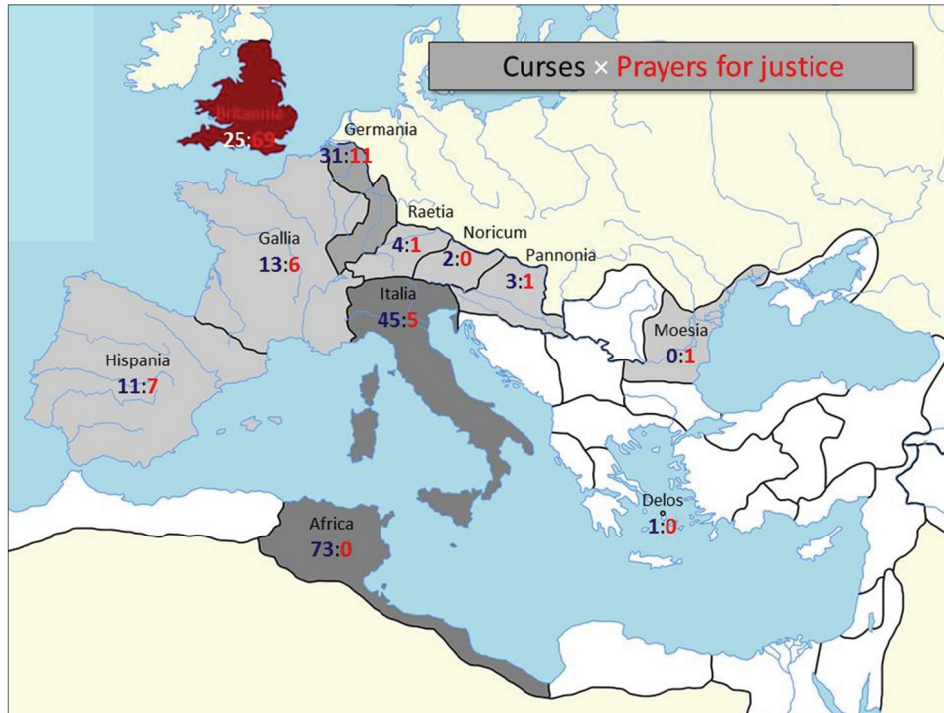 Curses × Prayers for justice
Britannia
25:69
Germania
31:11
Raetia
4:1
Noricum
2:0
Pannonia
3:1
Gallia
13:6
Italia
45:5
Moesia
0:1
Hispania
11:7
Delos
1:0
Africa
73:0